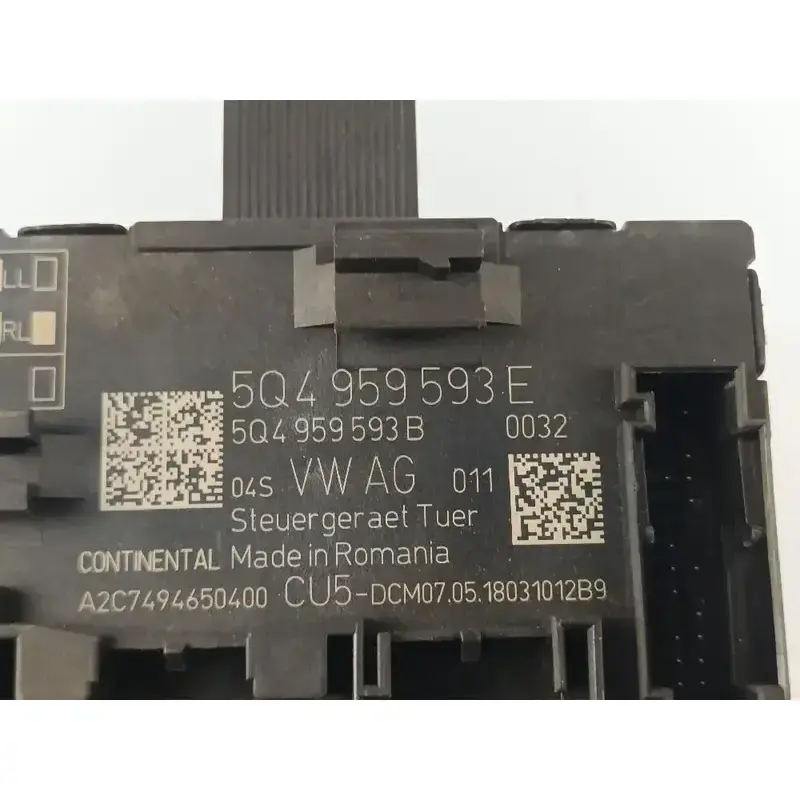 LL
RL
5Q4 959 593 E
5Q4 959 593 B 0032
04S VW AG 011
Steuergeraet Tuer
CONTINENTAL Made in Romania
A2C7494650400 CU5-DCM07.05.18031012B9